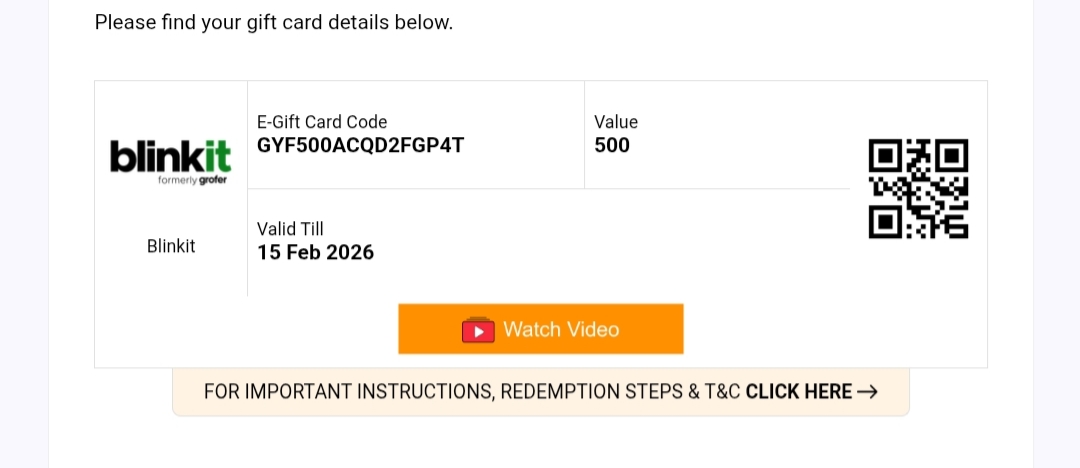 Please find your gift card details below.
blinkit
formerly grofer
Blinkit
E-Gift Card Code
GYF500ACQD2FGP4T
Value
500
Valid Till
15 Feb 2026
Watch Video
FOR IMPORTANT INSTRUCTIONS, REDEMPTION STEPS & T&C CLICK HERE →